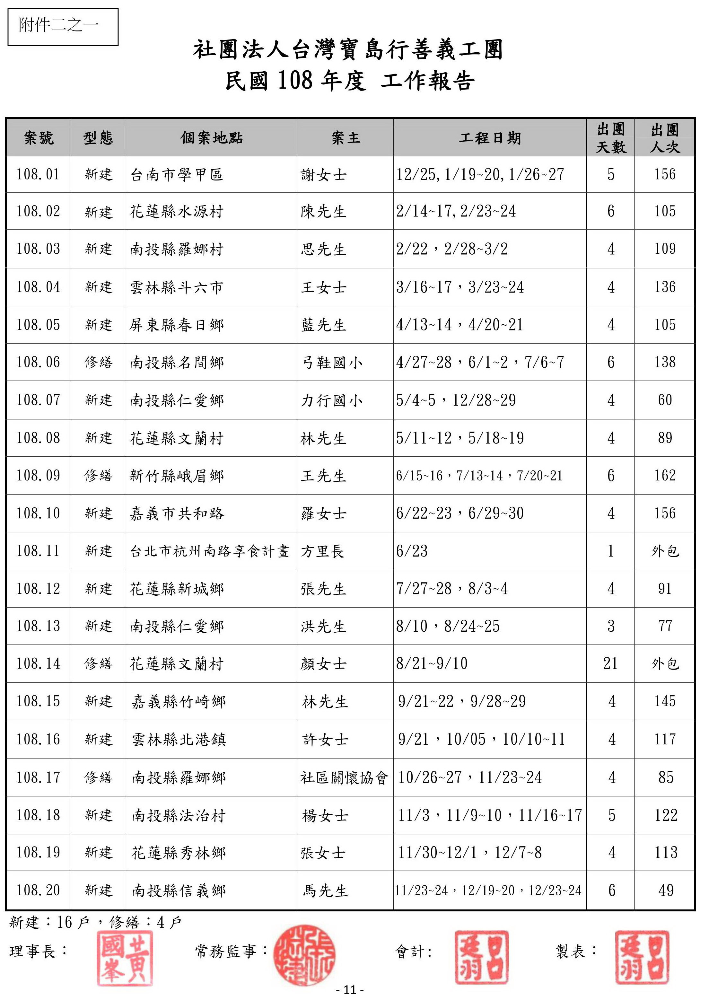 附件二之一
社團法人台灣寶島行善義工團
民國 108 年度 工作報告
案號 型態 個案地點 案主 工程日期 出團天數 出團人次
108.01 新建 台南市學甲區 謝女士 12/25,1/19~20,1/26~27 5 156
108.02 新建 花蓮縣水源村 陳先生 2/14~17,2/23~24 6 105
108.03 新建 南投縣羅娜村 思先生 2/22，2/28~3/2 4 109
108.04 新建 雲林縣斗六市 王女士 3/16~17，3/23~24 4 136
108.05 新建 屏東縣春日鄉 藍先生 4/13~14，4/20~21 4 105
108.06 修繕 南投縣名間鄉 弓鞋國小 4/27~28，6/1~2，7/6~7 6 138
108.07 新建 南投縣仁愛鄉 力行國小 5/4~5，12/28~29 4 60
108.08 新建 花蓮縣文蘭村 林先生 5/11~12，5/18~19 4 89
108.09 修繕 新竹縣峨眉鄉 王先生 6/15~16，7/13~14，7/20~21 6 162
108.10 新建 嘉義市共和路 羅女士 6/22~23，6/29~30 4 156
108.11 新建 台北市杭州南路享食計畫 方里長 6/23 1 外包
108.12 新建 花蓮縣新城鄉 張先生 7/27~28，8/3~4 4 91
108.13 新建 南投縣仁愛鄉 洪先生 8/10，8/24~25 3 77
108.14 修繕 花蓮縣文蘭村 顏女士 8/21~9/10 21 外包
108.15 新建 嘉義縣竹崎鄉 林先生 9/21~22，9/28~29 4 145
108.16 新建 雲林縣北港鎮 許女士 9/21，10/05，10/10~11 4 117
108.17 修繕 南投縣羅娜鄉 社區關懷協會 10/26~27，11/23~24 4 85
108.18 新建 南投縣法治村 楊女士 11/3，11/9~10，11/16~17 5 122
108.19 新建 花蓮縣秀林鄉 張女士 11/30~12/1，12/7~8 4 113
108.20 新建 南投縣信義鄉 馬先生 11/23~24，12/19~20，12/23~24 6 49
新建：16 戶，修繕：4 戶
理事長： 黃國峯 常務監事： 會計: 呂廷羽 製表： 呂廷羽
- 11 -